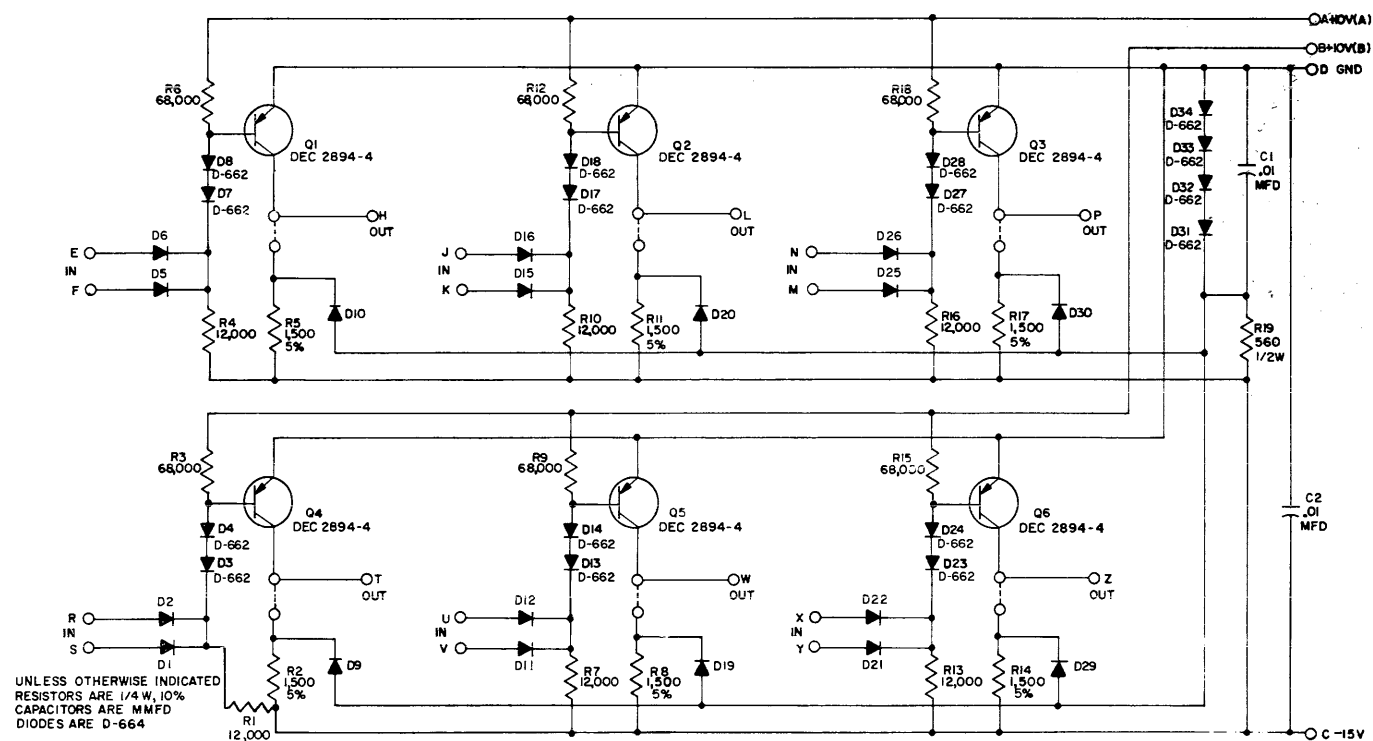 A+10V(A)
B+10V(B)
D GND
R6
68,000
Q1
DEC 2894-4
D8
D-662
D7
D-662
H
OUT
E
IN
F
D6
D5
R4
12,000
R5
1,500
5%
D10
R12
68,000
Q2
DEC 2894-4
D18
D-662
D17
D-662
L
OUT
J
IN
K
D16
D15
R10
12,000
R11
1,500
5%
D20
R18
68,000
Q3
DEC 2894-4
D28
D-662
D27
D-662
P
OUT
N
IN
M
D26
D25
R16
12,000
R17
1,500
5%
D30
D34
D-662
D33
D-662
D32
D-662
D31
D-662
C1
.01
MFD
R19
560
1/2W
R3
68,000
Q4
DEC 2894-4
D4
D-662
D3
D-662
T
OUT
R
IN
S
D2
D1
R2
1,500
5%
D9
R1
12,000
R9
68,000
Q5
DEC 2894-4
D14
D-662
D13
D-662
W
OUT
U
IN
V
D12
D11
R7
12,000
R8
1,500
5%
D19
R15
68,000
Q6
DEC 2894-4
D24
D-662
D23
D-662
Z
OUT
X
IN
Y
D22
D21
R13
12,000
R14
1,500
5%
D29
C2
.01
MFD
C -15V
UNLESS OTHERWISE INDICATED
RESISTORS ARE 1/4 W, 10%
CAPACITORS ARE MMFD
DIODES ARE D-664